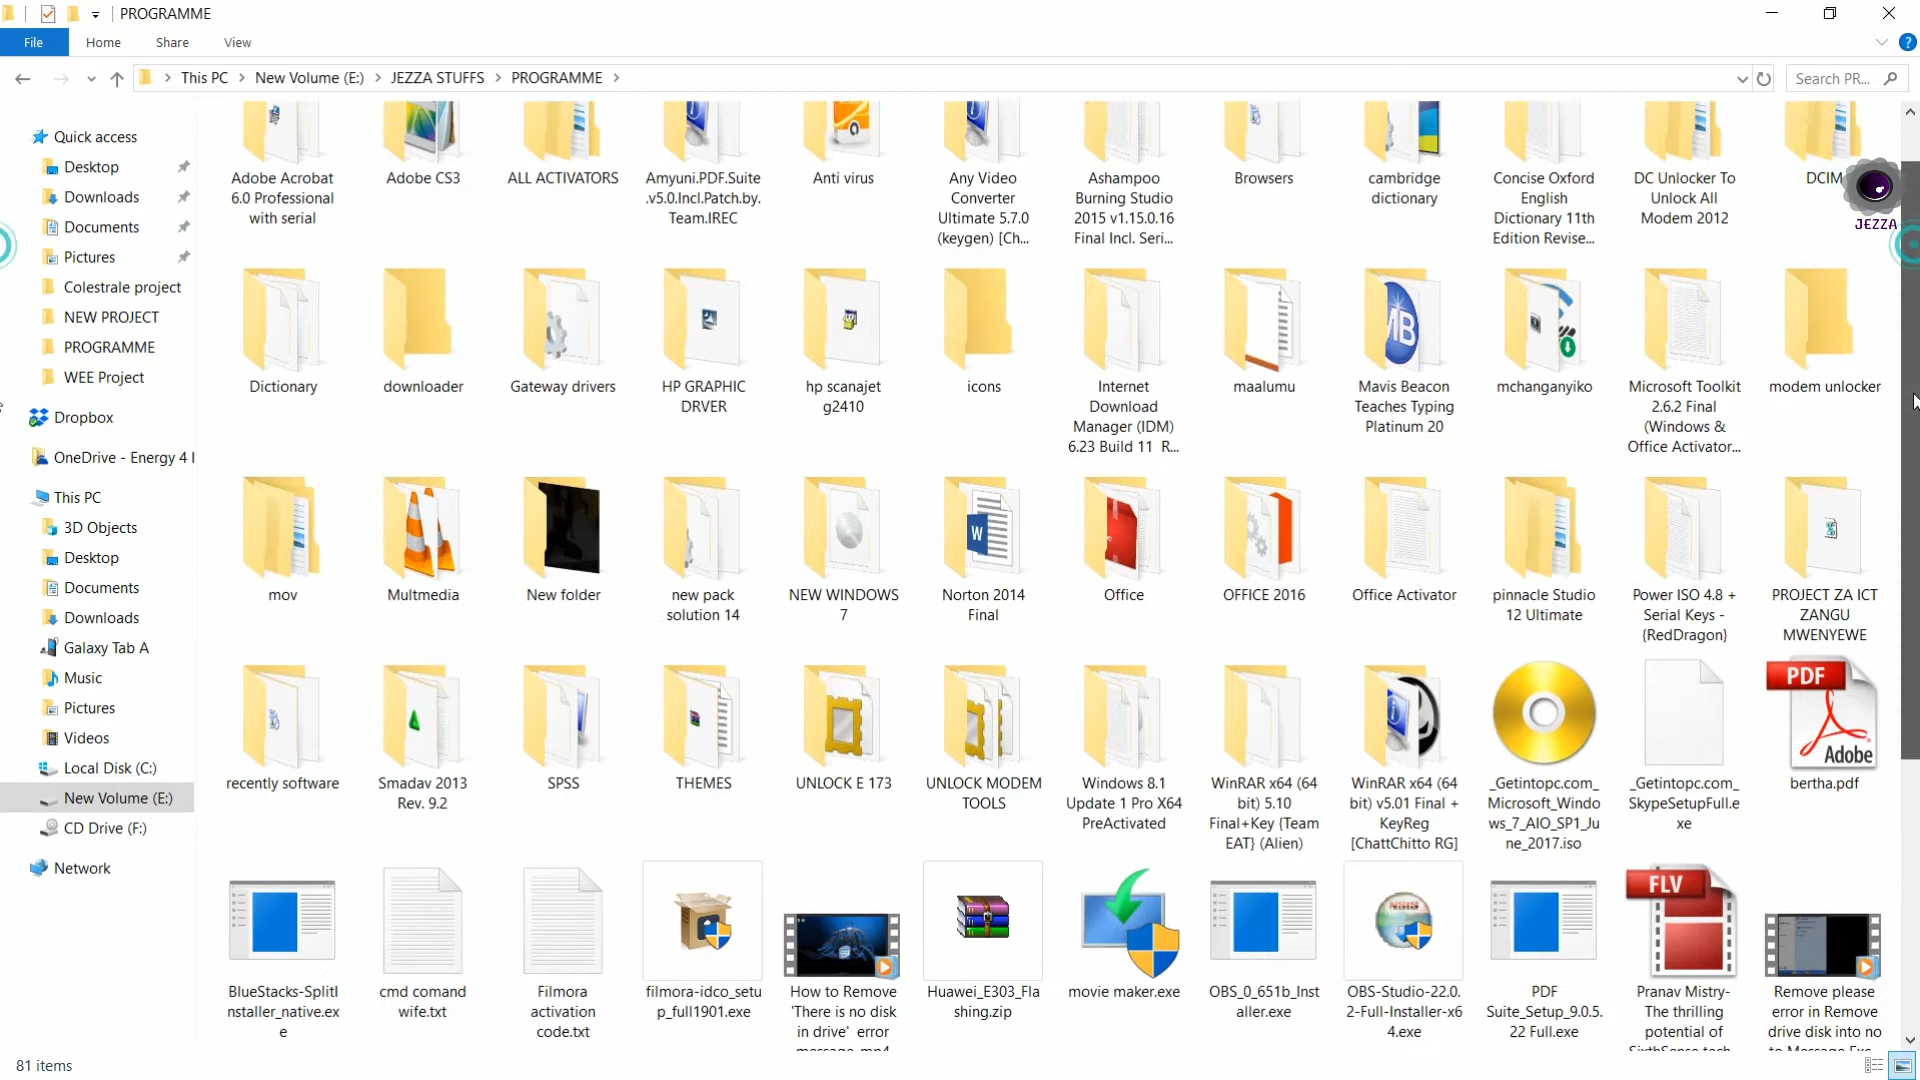 PROGRAMME
File
Home
Share
View
This PC
New Volume (E:)
JEZZA STUFFS
PROGRAMME
Search PR...
Quick access
Desktop
Downloads
Documents
Pictures
Colestrale project
NEW PROJECT
PROGRAMME
WEE Project
Dropbox
OneDrive - Energy 4 I
This PC
3D Objects
Desktop
Documents
Downloads
Galaxy Tab A
Music
Pictures
Videos
Local Disk (C:)
New Volume (E:)
CD Drive (F:)
Network
Adobe Acrobat
6.0 Professional
with serial
Adobe CS3
ALL ACTIVATORS
Amyuni.PDF.Suite
.v5.0.Incl.Patch.by.
Team.IREC
Anti virus
Any Video
Converter
Ultimate 5.7.0
(keygen) [Ch...
Ashampoo
Burning Studio
2015 v1.15.0.16
Final Incl. Seri...
Browsers
cambridge
dictionary
Concise Oxford
English
Dictionary 11th
Edition Revise...
DC Unlocker To
Unlock All
Modem 2012
DCIM
JEZZA
Dictionary
downloader
Gateway drivers
HP GRAPHIC
DRVER
hp scanajet
g2410
icons
Internet
Download
Manager (IDM)
6.23 Build 11 R...
maalumu
MB
Mavis Beacon
Teaches Typing
Platinum 20
mchanganyiko
Microsoft Toolkit
2.6.2 Final
(Windows &
Office Activator...
modem unlocker
mov
Multmedia
New folder
new pack
solution 14
NEW WINDOWS
7
W
Norton 2014
Final
Office
OFFICE 2016
Office Activator
pinnacle Studio
12 Ultimate
Power ISO 4.8 +
Serial Keys -
{RedDragon}
PROJECT ZA ICT
ZANGU
MWENYEWE
recently software
Smadav 2013
Rev. 9.2
SPSS
THEMES
UNLOCK E 173
UNLOCK MODEM
TOOLS
Windows 8.1
Update 1 Pro X64
PreActivated
WinRAR x64 (64
bit) 5.10
Final+Key {Team
EAT} (Alien)
WinRAR x64 (64
bit) v5.01 Final +
KeyReg
[ChattChitto RG]
_Getintopc.com_
Microsoft_Windo
ws_7_AIO_SP1_Ju
ne_2017.iso
_Getintopc.com_
SkypeSetupFull.e
xe
PDF
Adobe
bertha.pdf
BlueStacks-SplitI
nstaller_native.ex
e
cmd comand
wife.txt
Filmora
activation
code.txt
filmora-idco_setu
p_full1901.exe
How to Remove
'There is no disk
in drive' error
message.mp4
Huawei_E303_Fla
shing.zip
movie maker.exe
OBS_0_651b_Inst
aller.exe
NSIS
OBS-Studio-22.0.
2-Full-Installer-x6
4.exe
PDF
Suite_Setup_9.0.5.
22 Full.exe
FLV
Pranav Mistry-
The thrilling
potential of
SixthSense tech
Remove please
error in Remove
drive disk into no
to Message Exc
81 items